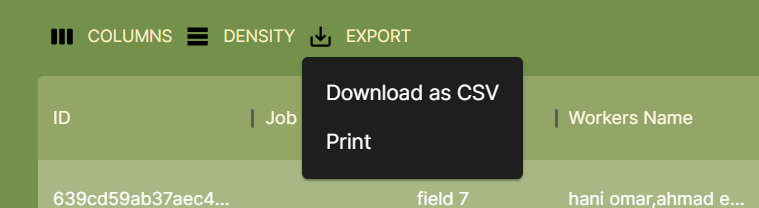 COLUMNS DENSITY EXPORT
Download as CSV
ID Job Workers Name
Print
639cd59ab37aec4... field 7 hani omar,ahmad e...